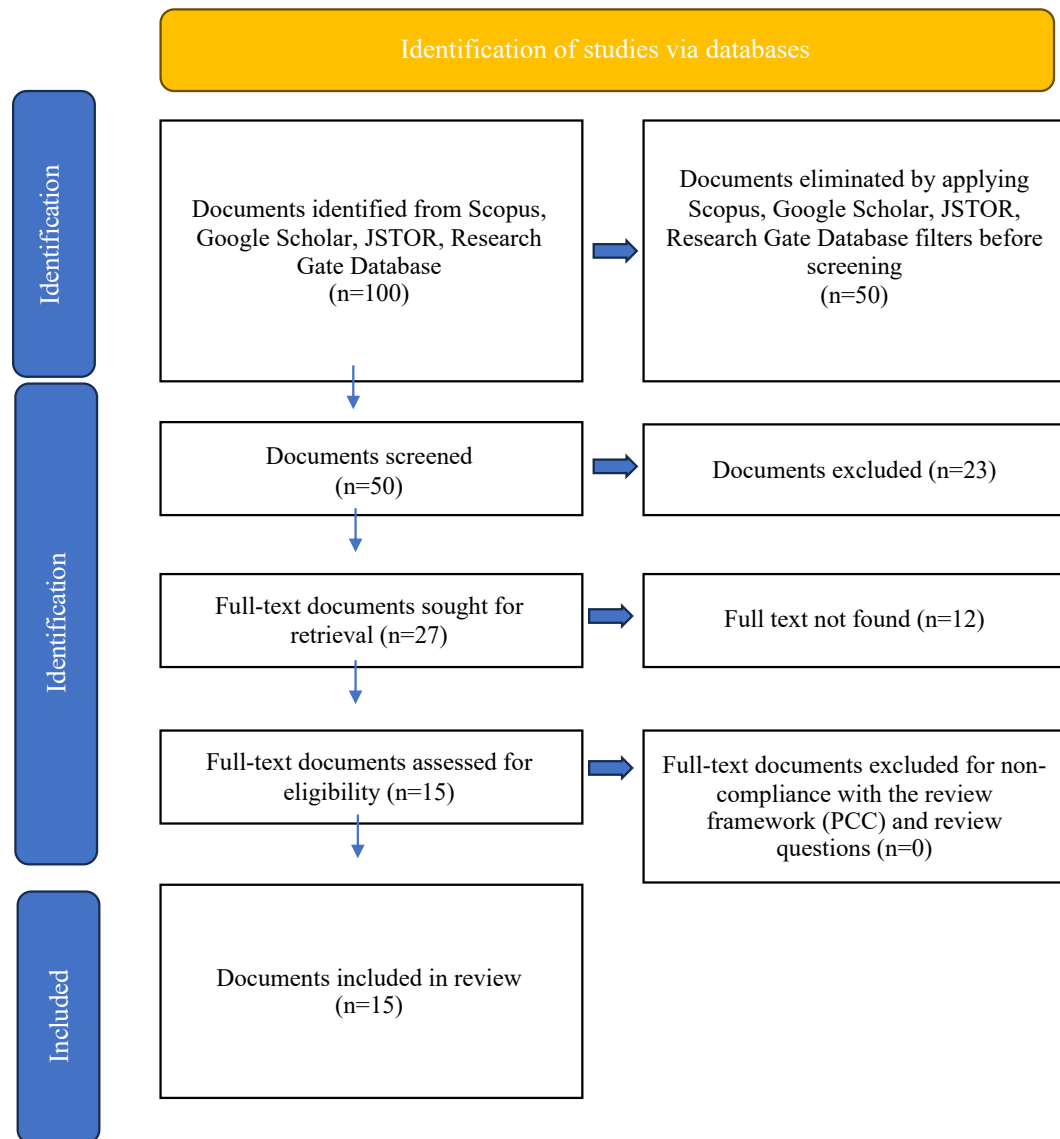 Identification of studies via databases
Identification
Documents identified from Scopus,
Google Scholar, JSTOR, Research
Gate Database
(n=100)
Documents eliminated by applying
Scopus, Google Scholar, JSTOR,
Research Gate Database filters before
screening
(n=50)
Identification
Documents screened
(n=50)
Documents excluded (n=23)
Full-text documents sought for
retrieval (n=27)
Full text not found (n=12)
Full-text documents assessed for
eligibility (n=15)
Full-text documents excluded for non-
compliance with the review
framework (PCC) and review
questions (n=0)
Included
Documents included in review
(n=15)